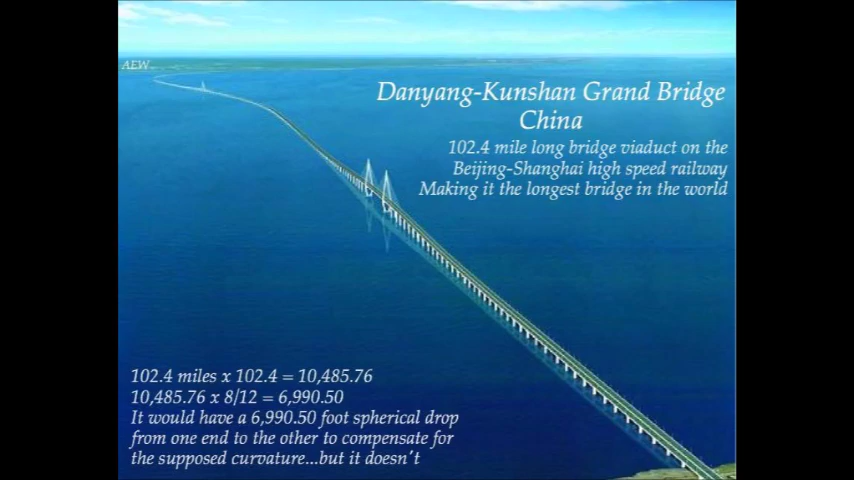 AEW
Danyang-Kunshan Grand Bridge
China
102.4 mile long bridge viaduct on the
Beijing-Shanghai high speed railway
Making it the longest bridge in the world
102.4 miles x 102.4 = 10,485.76
10,485.76 x 8/12 = 6,990.50
It would have a 6,990.50 foot spherical drop
from one end to the other to compensate for
the supposed curvature...but it doesn't